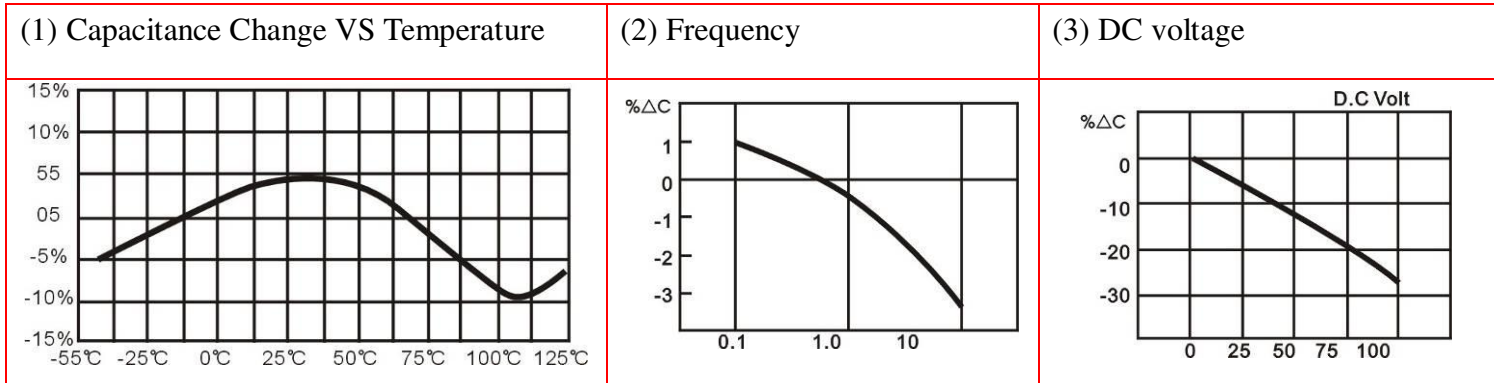 (1) Capacitance Change VS Temperature
15%
10%
55
05
-5%
-10%
-15%
-55℃ -25℃ 0℃ 25℃ 50℃ 75℃ 100℃ 125℃
(2) Frequency
%△C
1
0
-1
-2
-3
0.1 1.0 10
(3) DC voltage
D.C Volt
%△C
0
-10
-20
-30
0 25 50 75 100